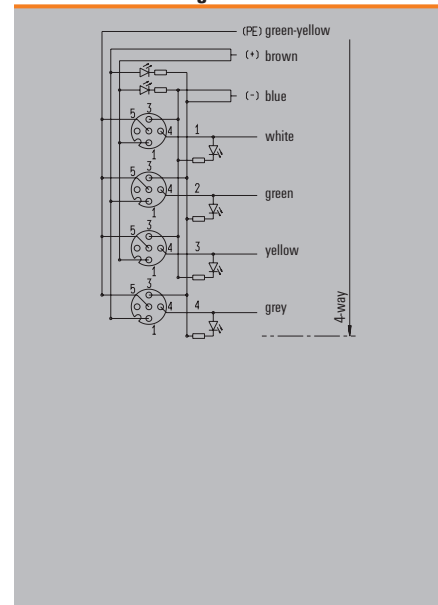 (PE) green-yellow
(+) brown
(-) blue
3
5 4 1 white
1
3
5 4 2 green
1
3
5 4 3 yellow
1
3
5 4 4 grey
1
4-way